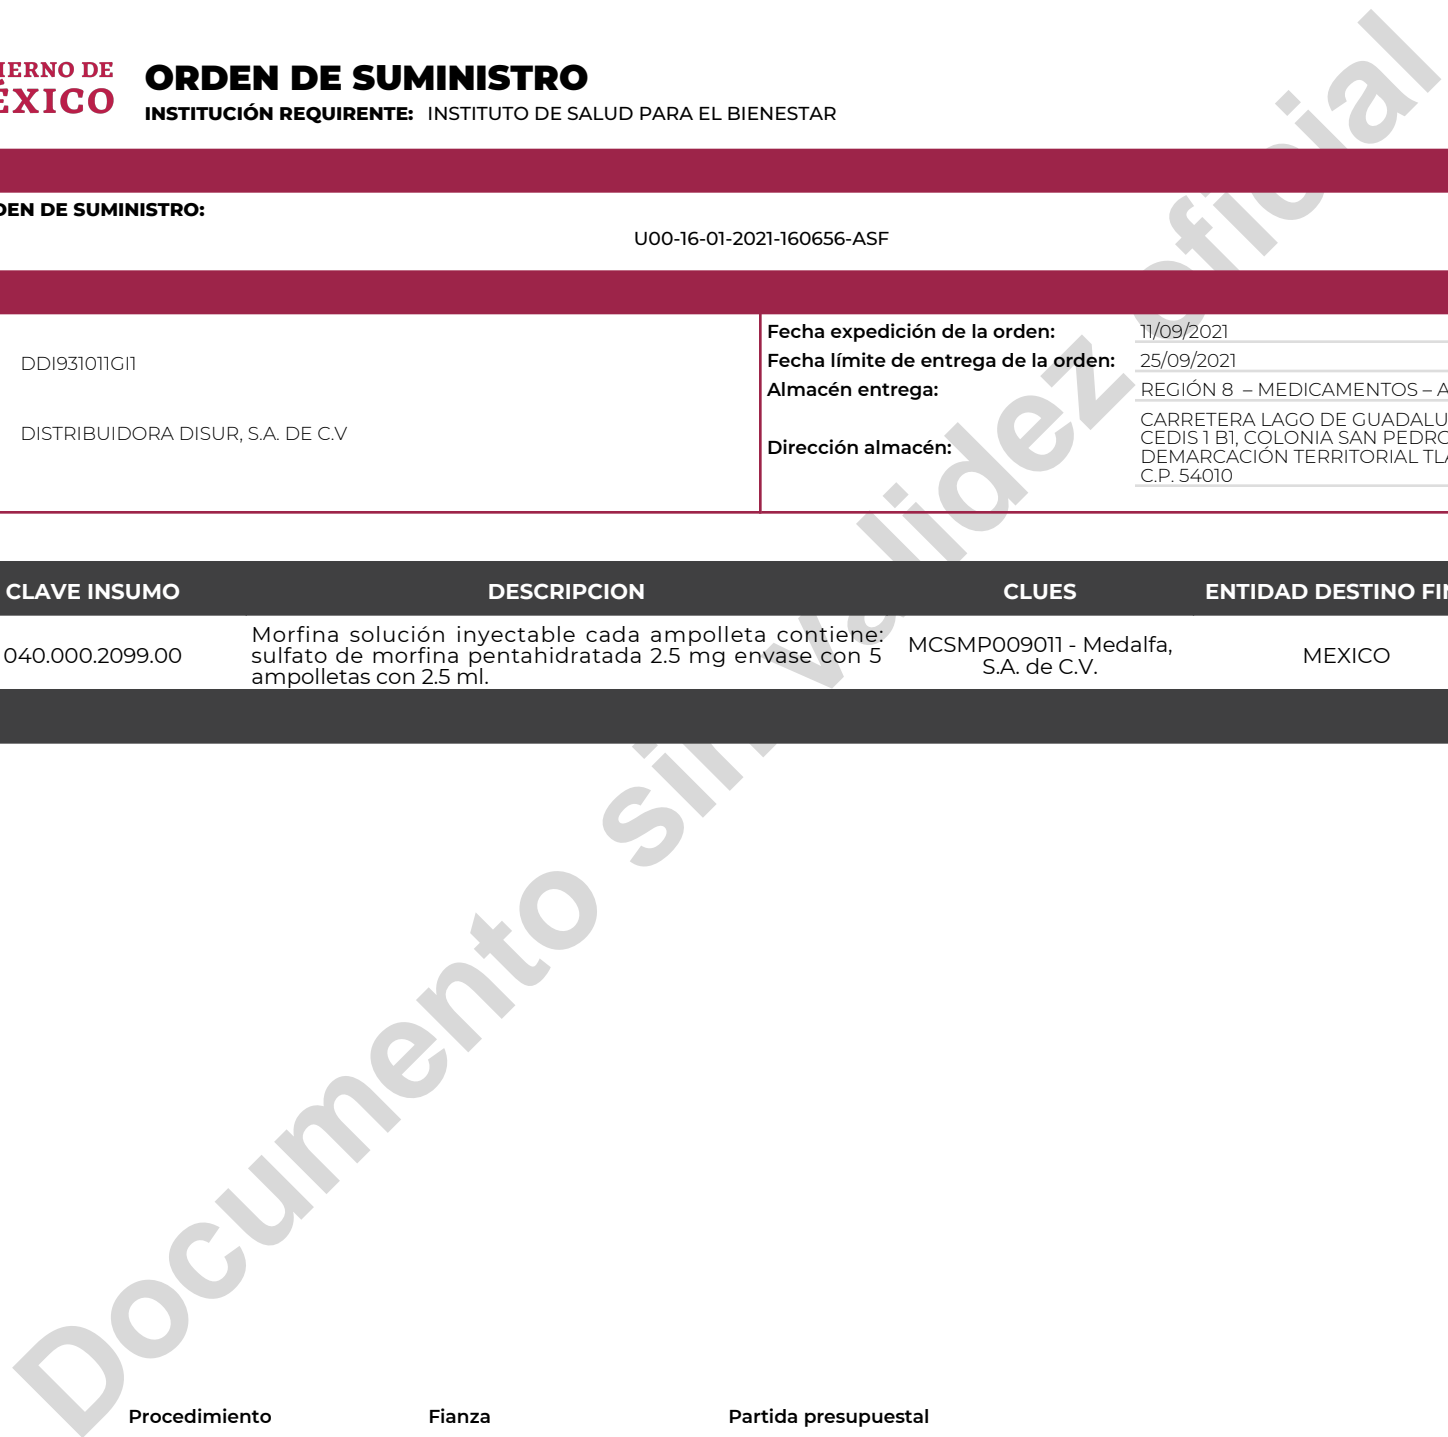 IERNO DE
ÉXICO
ORDEN DE SUMINISTRO
INSTITUCIÓN REQUIRENTE: INSTITUTO DE SALUD PARA EL BIENESTAR
DEN DE SUMINISTRO:
U00-16-01-2021-160656-ASF
DDI931011GI1
DISTRIBUIDORA DISUR, S.A. DE C.V
Fecha expedición de la orden: 11/09/2021
Fecha límite de entrega de la orden: 25/09/2021
Almacén entrega: REGIÓN 8 – MEDICAMENTOS – A
Dirección almacén:
CARRETERA LAGO DE GUADALU
CEDIS 1 B1, COLONIA SAN PEDRO
DEMARCACIÓN TERRITORIAL TLA
C.P. 54010
CLAVE INSUMO DESCRIPCION CLUES ENTIDAD DESTINO FIN
040.000.2099.00
Morfina solución inyectable cada ampolleta contiene:
sulfato de morfina pentahidratada 2.5 mg envase con 5
ampolletas con 2.5 ml.
MCSMP009011 - Medalfa,
S.A. de C.V.
MEXICO
Documento sin validez oficial
Procedimiento Fianza Partida presupuestal